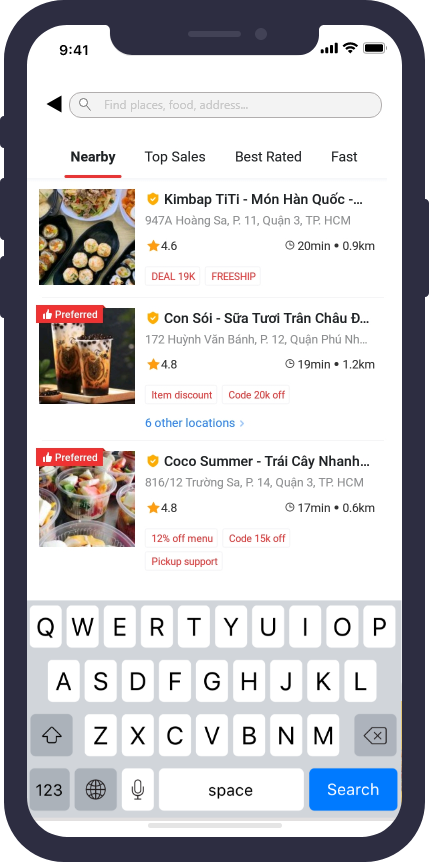 9:41
Find places, food, address...
Nearby Top Sales Best Rated Fast
Kimbap TiTi - Món Hàn Quốc -...
947A Hoàng Sa, P. 11, Quận 3, TP. HCM
4.6 20min • 0.9km
DEAL 19K FREESHIP
Preferred
Con Sói - Sữa Tươi Trân Châu Đ...
172 Huỳnh Văn Bánh, P. 12, Quận Phú Nh...
4.8 19min • 1.2km
Item discount Code 20k off
6 other locations >
Preferred
Coco Summer - Trái Cây Nhanh...
816/12 Trường Sa, P. 14, Quận 3, TP. HCM
4.8 17min • 0.6km
12% off menu Code 15k off
Pickup support
Q W E R T Y U I O P
A S D F G H J K L
Z X C V B N M
123 space Search